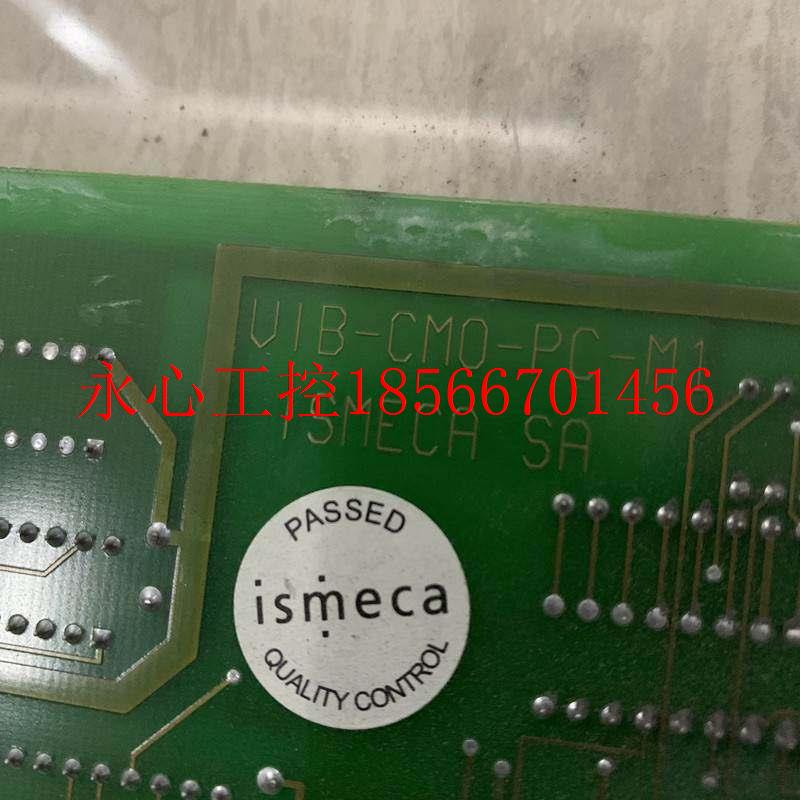 VIB-CMO-PC-M1
永心工控18566701456
ISMECA SA
PASSED
ismeca
QUALITY CONTROL